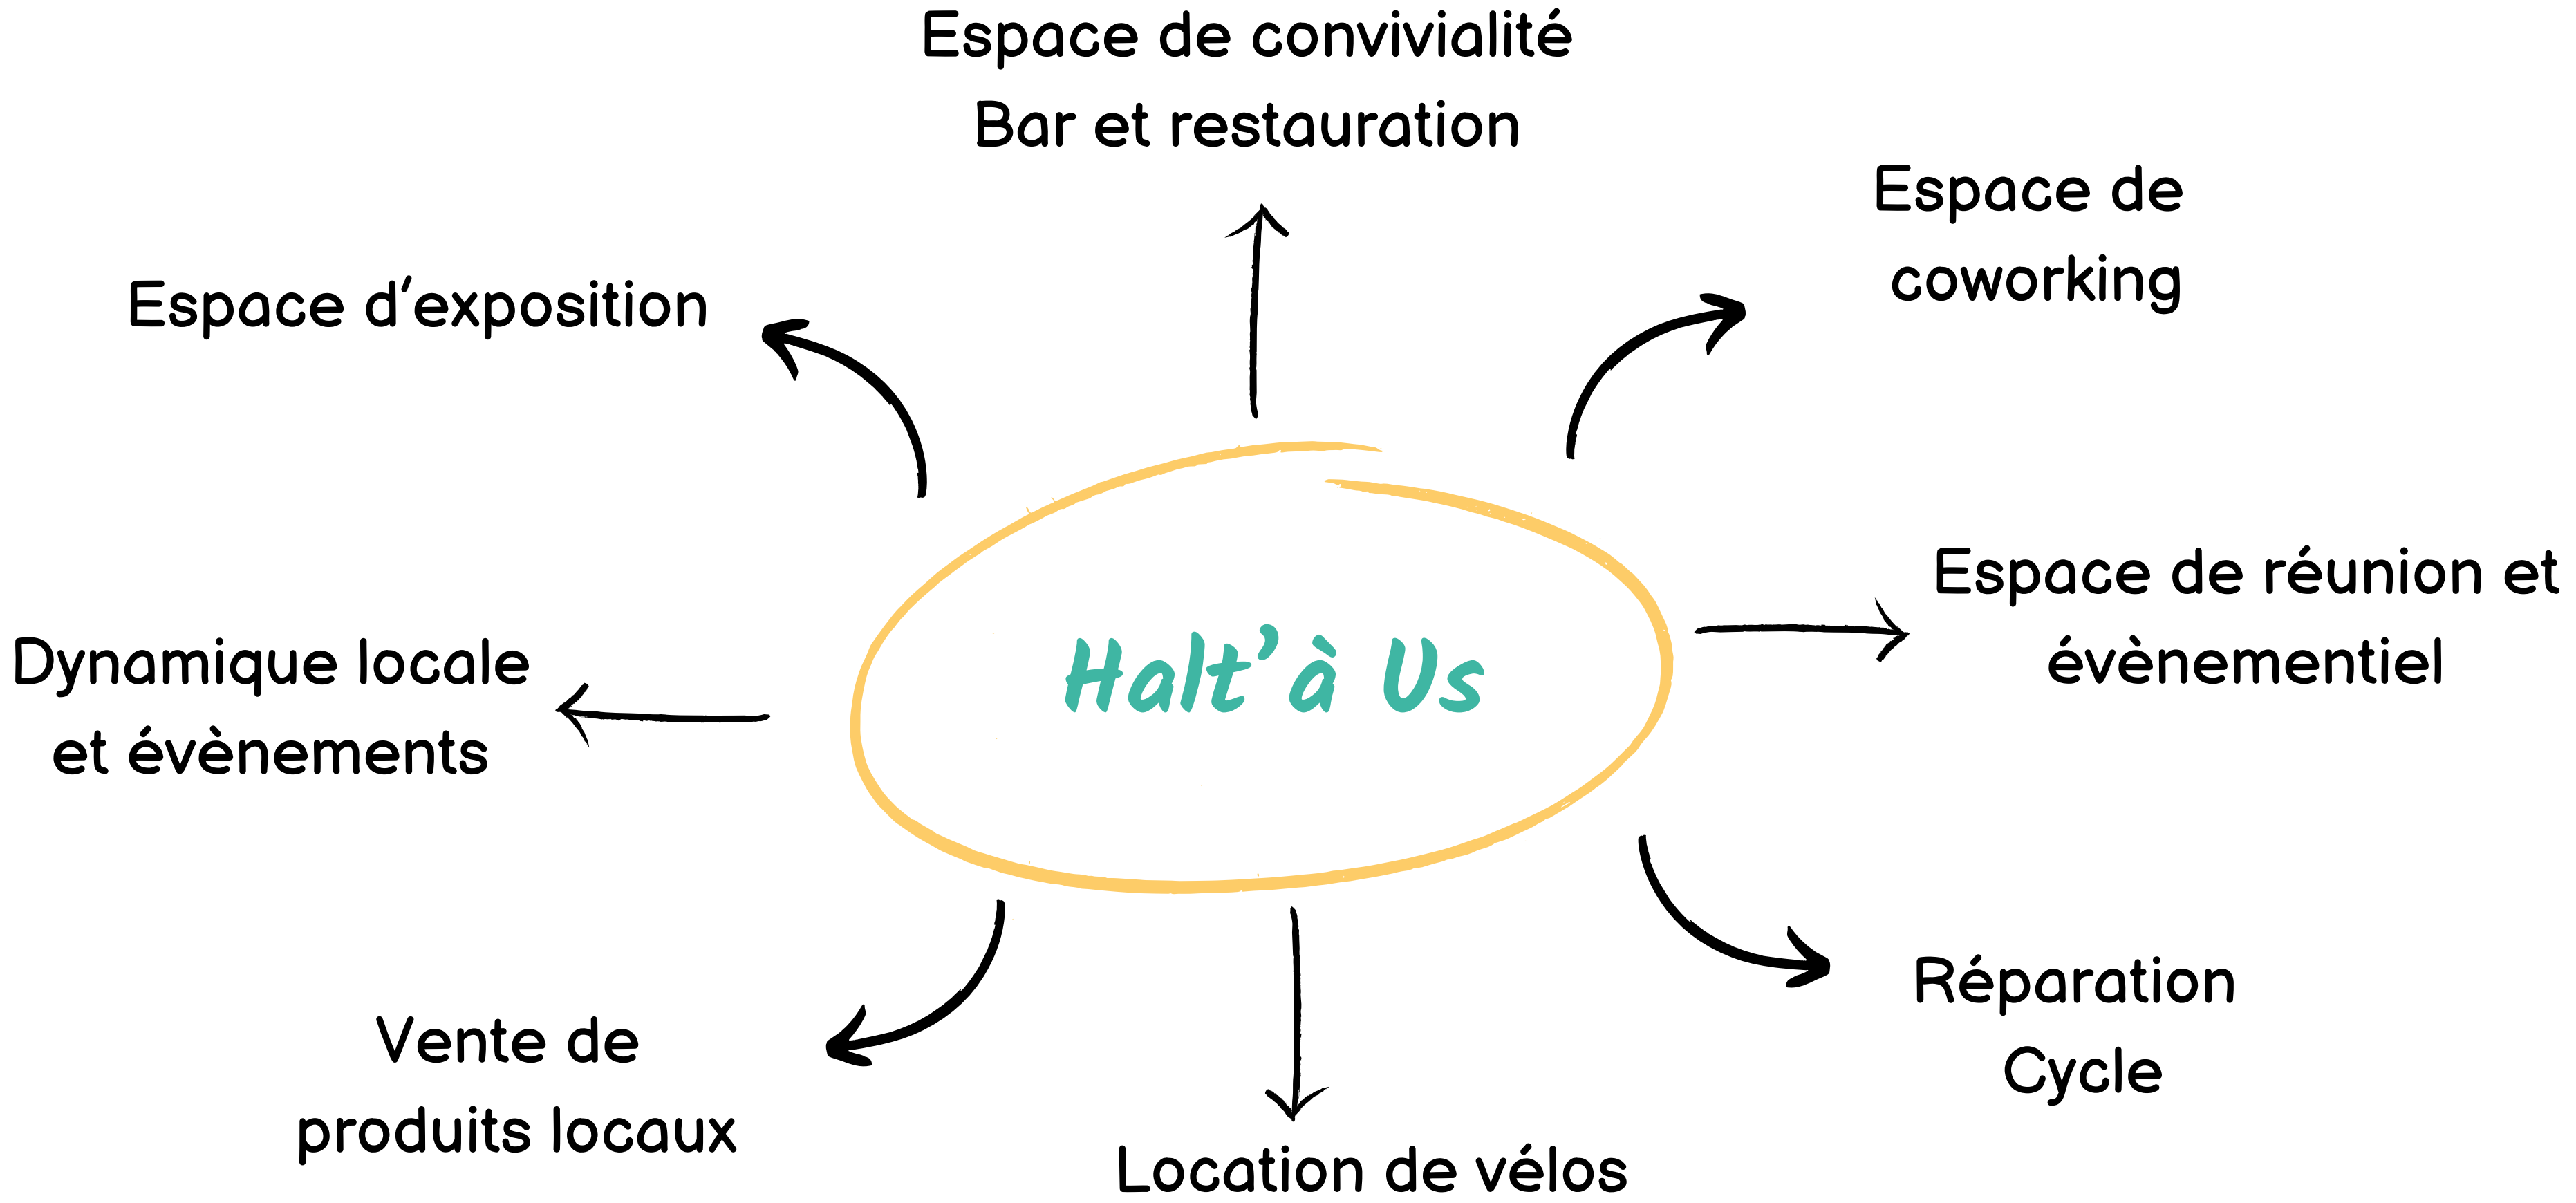 Espace de convivialité
Bar et restauration
Espace de
coworking
Espace d'exposition
Espace de réunion et
évènementiel
Halt'à Us
Dynamique locale
et évènements
Réparation
Cycle
Vente de
produits locaux
Location de vélos